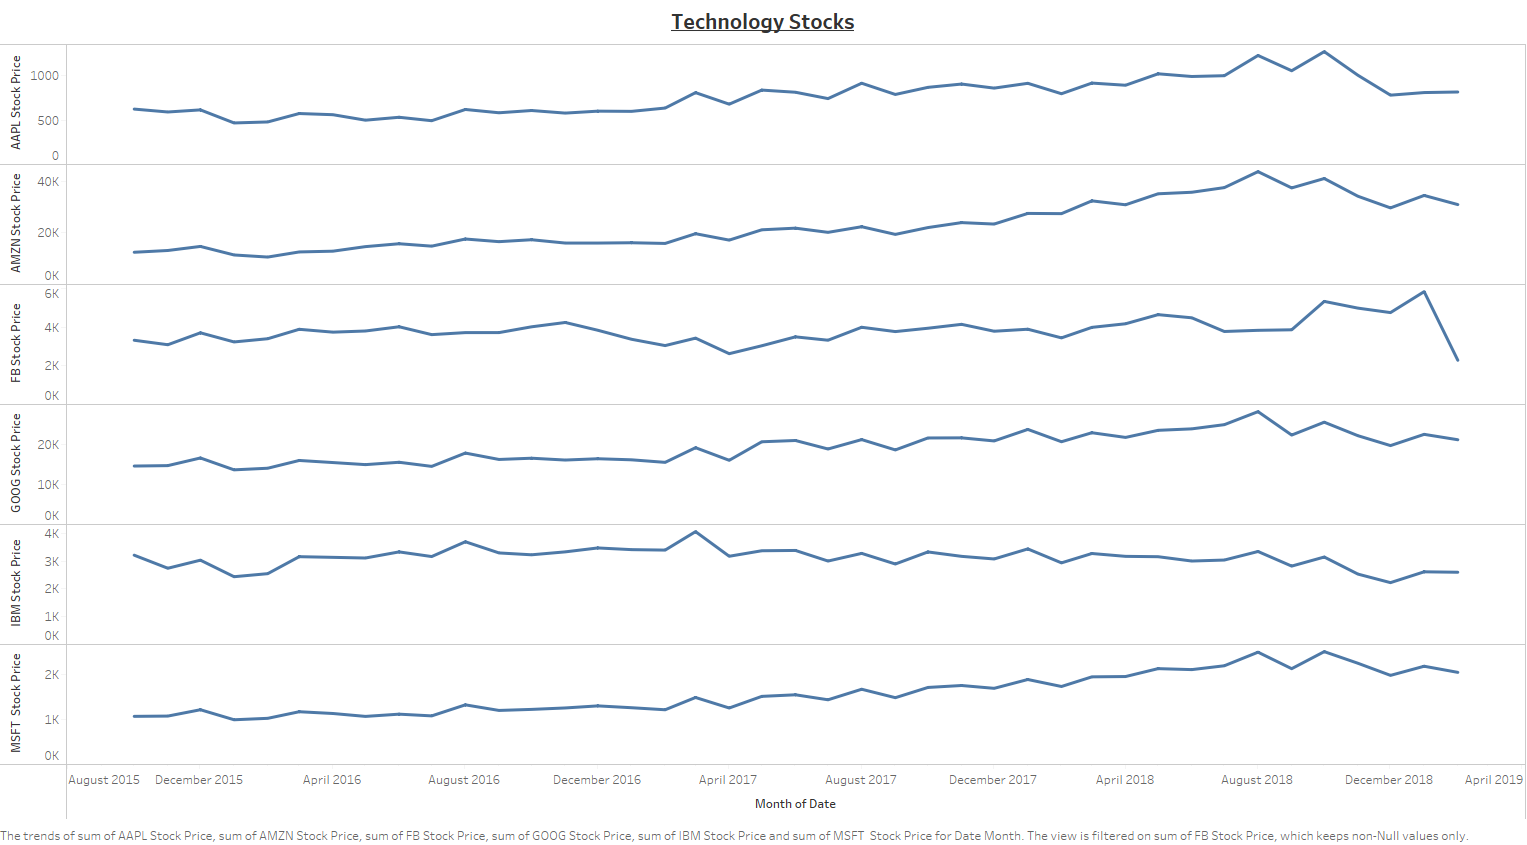 Technology Stocks
AAPL Stock Price
1000
500
0
AMZN Stock Price
40K
20K
0K
FB Stock Price
6K
4K
2K
0K
GOOG Stock Price
20K
10K
0K
IBM Stock Price
4K
3K
2K
1K
0K
MSFT  Stock Price
2K
1K
0K
August 2015 December 2015 April 2016 August 2016 December 2016 April 2017 August 2017 December 2017 April 2018 August 2018 December 2018 April 2019
Month of Date
The trends of sum of AAPL Stock Price, sum of AMZN Stock Price, sum of FB Stock Price, sum of GOOG Stock Price, sum of IBM Stock Price and sum of MSFT  Stock Price for Date Month. The view is filtered on sum of FB Stock Price, which keeps non-Null values only.